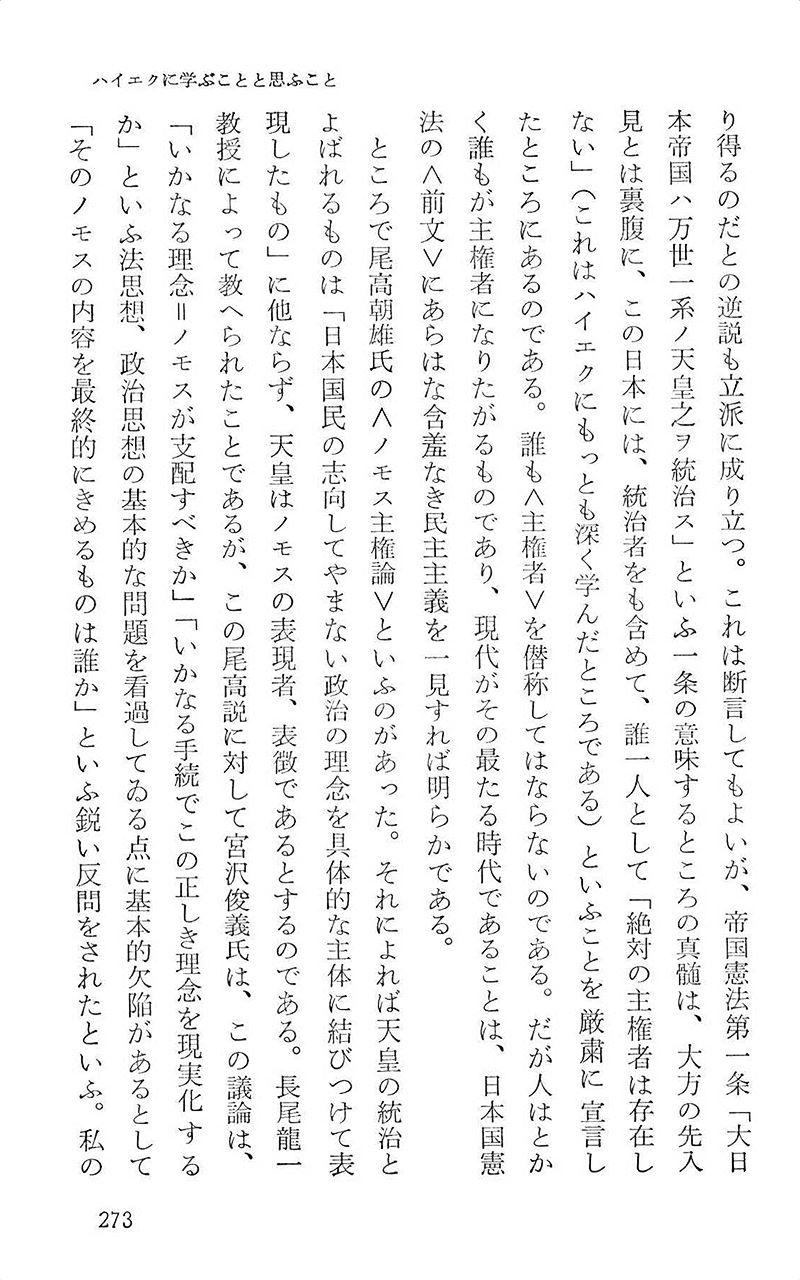 ハイエクに学ぶことと思ふこと
り得るのだとの逆説も立派に成り立つ。これは断言してもよいが、帝国憲法第一条「大日
本帝国ハ万世一系ノ天皇之ヲ統治ス」といふ一条の意味するところの真髄は、大方の先入
見とは裏腹に、この日本には、統治者をも含めて、誰一人として「絶対の主権者は存在し
ない」（これはハイエクにもっとも深く学んだところである）といふことを厳粛に宣言し
たところにあるのである。誰も＜主権者＞を僭称してはならないのである。だが人はとか
く誰もが主権者になりたがるものであり、現代がその最たる時代であることは、日本国憲
法の＜前文＞にあらはな含羞なき民主主義を一見すれば明らかである。
ところで尾高朝雄氏の＜ノモス主権論＞といふのがあった。それによれば天皇の統治と
よばれるものは「日本国民の志向してやまない政治の理念を具体的な主体に結びつけて表
現したもの」に他ならず、天皇はノモスの表現者、表徴であるとするのである。長尾龍一
教授によって教へられたことであるが、この尾高説に対して宮沢俊義氏は、この議論は、
「いかなる理念＝ノモスが支配すべきか」「いかなる手続でこの正しき理念を現実化する
か」といふ法思想、政治思想の基本的な問題を看過してゐる点に基本的欠陥があるとして
「そのノモスの内容を最終的にきめるものは誰か」といふ鋭い反問をされたといふ。私の
273